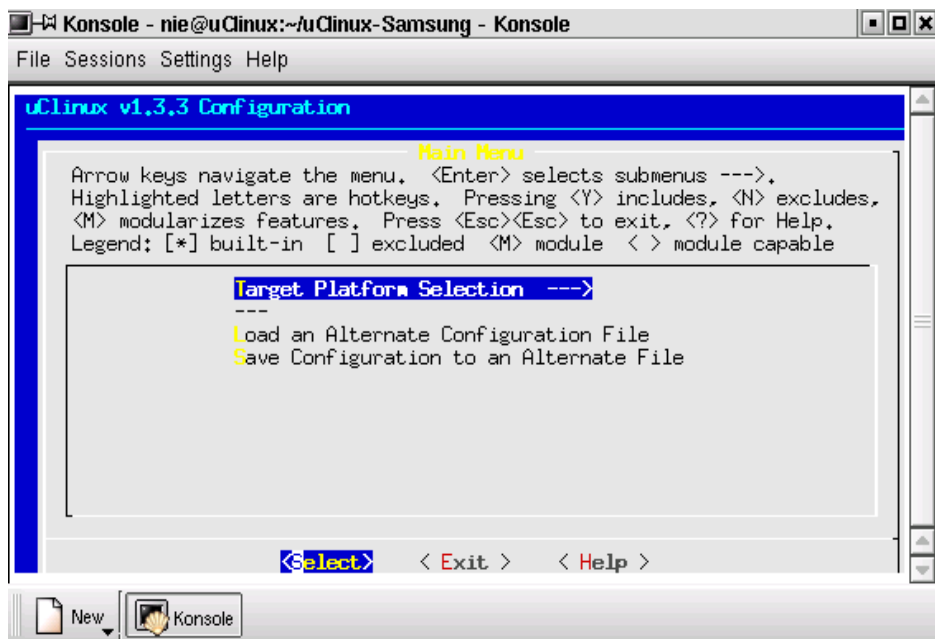 Konsole - nie@uClinux:~/uClinux-Samsung - Konsole
File Sessions Settings Help
uClinux v1.3.3 Configuration
Main Menu
Arrow keys navigate the menu. <Enter> selects submenus --->.
Highlighted letters are hotkeys. Pressing <Y> includes, <N> excludes,
<M> modularizes features. Press <Esc><Esc> to exit, <?> for Help.
Legend: [*] built-in [ ] excluded <M> module < > module capable
Target Platform Selection --->
---
Load an Alternate Configuration File
Save Configuration to an Alternate File
<Select> < Exit > < Help >
New Konsole